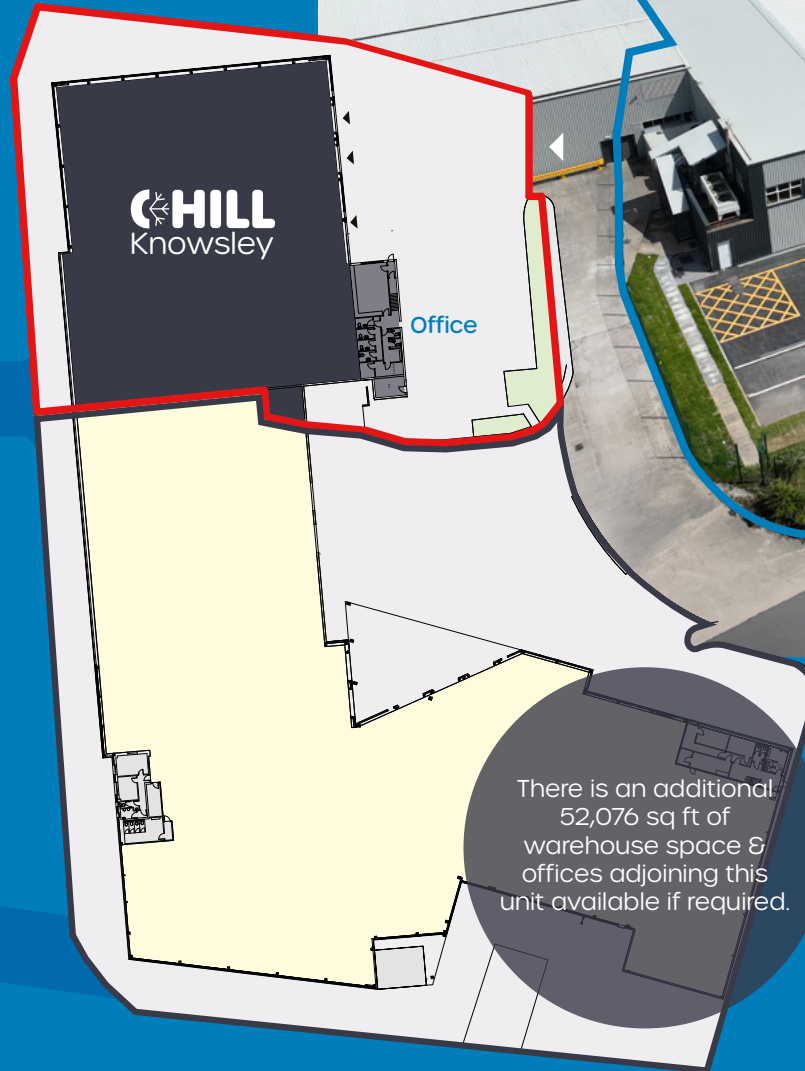 CHILL
Knowsley
Office
There is an additional
52,076 sq ft of
warehouse space &
offices adjoining this
unit available if required.